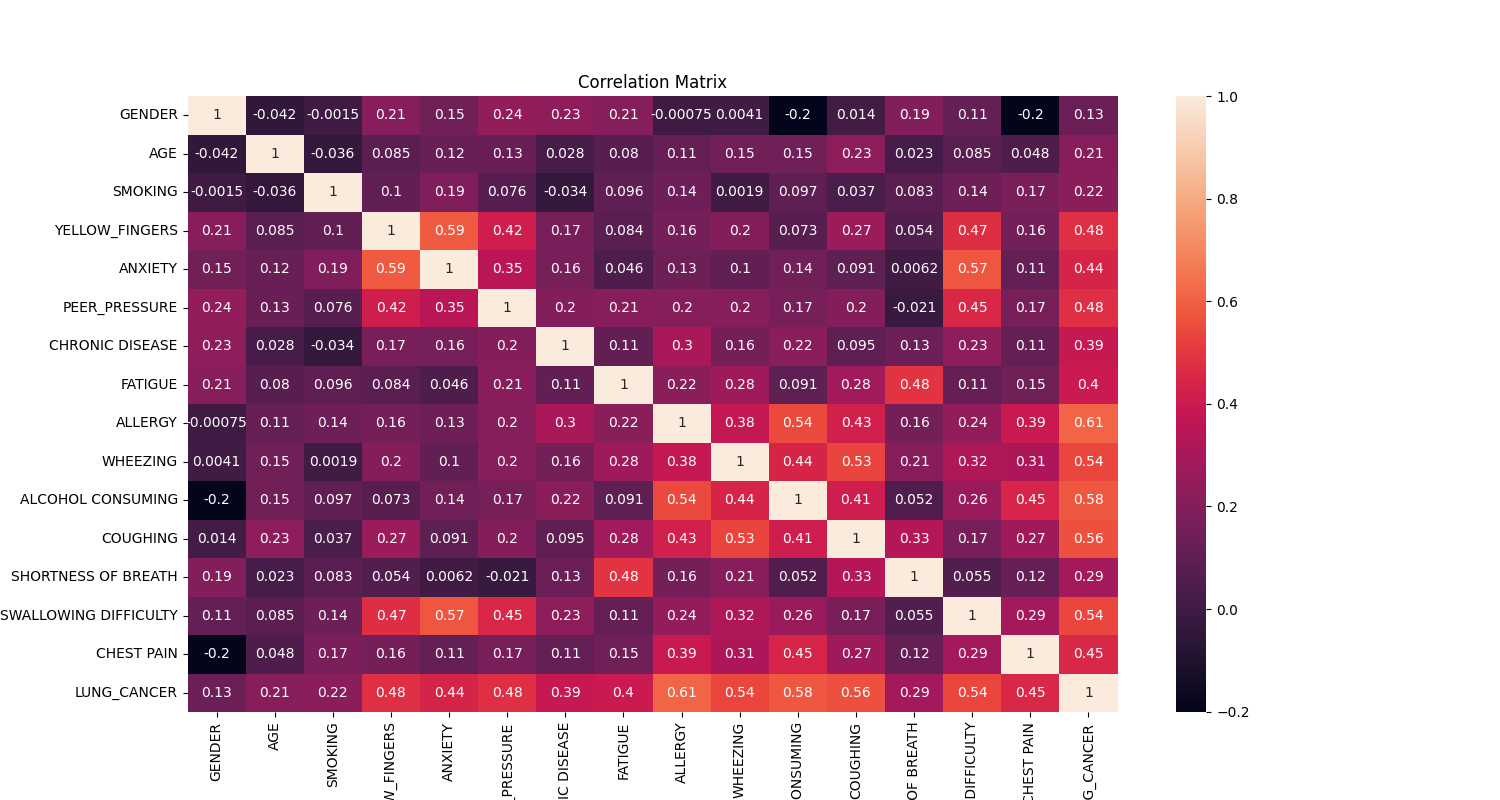 Correlation Matrix
GENDER 1 -0.042 -0.0015 0.21 0.15 0.24 0.23 0.21 -0.00075 0.0041 -0.2 0.014 0.19 0.11 -0.2 0.13
AGE -0.042 1 -0.036 0.085 0.12 0.13 0.028 0.08 0.11 0.15 0.15 0.23 0.023 0.085 0.048 0.21
SMOKING -0.0015 -0.036 1 0.1 0.19 0.076 -0.034 0.096 0.14 0.0019 0.097 0.037 0.083 0.14 0.17 0.22
YELLOW_FINGERS 0.21 0.085 0.1 1 0.59 0.42 0.17 0.084 0.16 0.2 0.073 0.27 0.054 0.47 0.16 0.48
ANXIETY 0.15 0.12 0.19 0.59 1 0.35 0.16 0.046 0.13 0.1 0.14 0.091 0.0062 0.57 0.11 0.44
PEER_PRESSURE 0.24 0.13 0.076 0.42 0.35 1 0.2 0.21 0.2 0.2 0.17 0.2 -0.021 0.45 0.17 0.48
CHRONIC DISEASE 0.23 0.028 -0.034 0.17 0.16 0.2 1 0.11 0.3 0.16 0.22 0.095 0.13 0.23 0.11 0.39
FATIGUE 0.21 0.08 0.096 0.084 0.046 0.21 0.11 1 0.22 0.28 0.091 0.28 0.48 0.11 0.15 0.4
ALLERGY -0.00075 0.11 0.14 0.16 0.13 0.2 0.3 0.22 1 0.38 0.54 0.43 0.16 0.24 0.39 0.61
WHEEZING 0.0041 0.15 0.0019 0.2 0.1 0.2 0.16 0.28 0.38 1 0.44 0.53 0.21 0.32 0.31 0.54
ALCOHOL CONSUMING -0.2 0.15 0.097 0.073 0.14 0.17 0.22 0.091 0.54 0.44 1 0.41 0.052 0.26 0.45 0.58
COUGHING 0.014 0.23 0.037 0.27 0.091 0.2 0.095 0.28 0.43 0.53 0.41 1 0.33 0.17 0.27 0.56
SHORTNESS OF BREATH 0.19 0.023 0.083 0.054 0.0062 -0.021 0.13 0.48 0.16 0.21 0.052 0.33 1 0.055 0.12 0.29
SWALLOWING DIFFICULTY 0.11 0.085 0.14 0.47 0.57 0.45 0.23 0.11 0.24 0.32 0.26 0.17 0.055 1 0.29 0.54
CHEST PAIN -0.2 0.048 0.17 0.16 0.11 0.17 0.11 0.15 0.39 0.31 0.45 0.27 0.12 0.29 1 0.45
LUNG_CANCER 0.13 0.21 0.22 0.48 0.44 0.48 0.39 0.4 0.61 0.54 0.58 0.56 0.29 0.54 0.45 1
GENDER
AGE
SMOKING
W_FINGERS
ANXIETY
_PRESSURE
IC DISEASE
FATIGUE
ALLERGY
WHEEZING
ONSUMING
COUGHING
OF BREATH
DIFFICULTY
CHEST PAIN
G_CANCER
1.0
0.8
0.6
0.4
0.2
0.0
−0.2